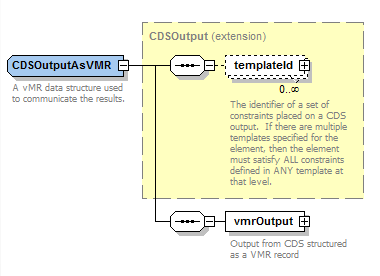 CDSOutput (extension)
CDSOutputAsVMR
A vMR data structure used
to communicate the results.
templateId
0..∞
The identifier of a set of
constraints placed on a CDS
output. If there are multiple
templates specified for the
element, then the element
must satisfy ALL constraints
defined in ANY template at
that level.
vmrOutput
Output from CDS structured
as a VMR record